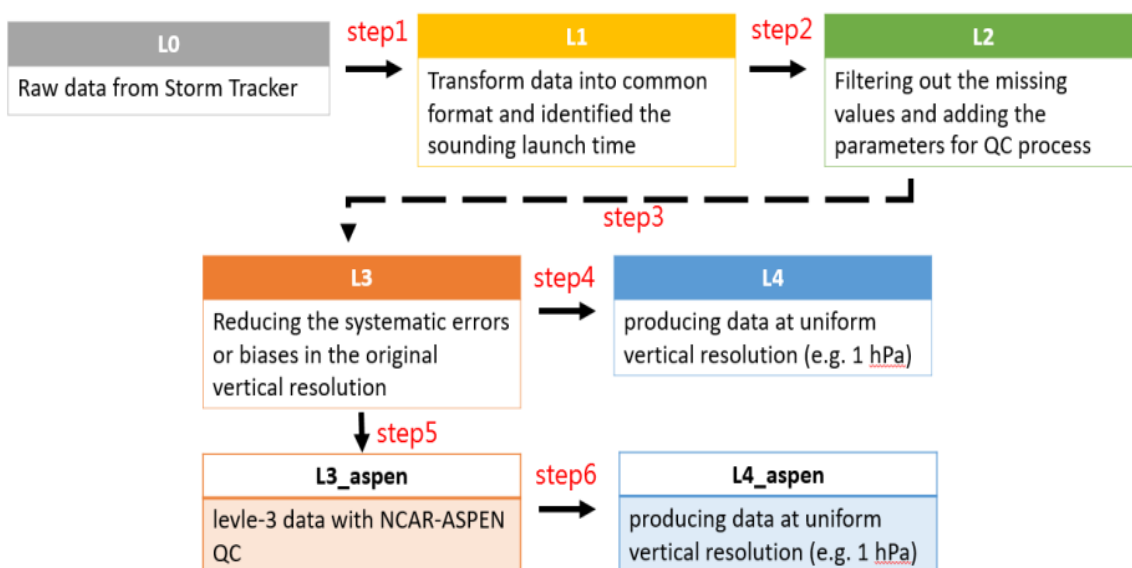 L0
step1
L1
step2
L2
Raw data from Storm Tracker
Transform data into common
format and identified the
sounding launch time
Filtering out the missing
values and adding the
parameters for QC process
step3
L3
step4
L4
Reducing the systematic errors
or biases in the original
vertical resolution
producing data at uniform
vertical resolution (e.g. 1 hPa)
step5
L3_aspen
step6
L4_aspen
levle-3 data with NCAR-ASPEN
QC
producing data at uniform
vertical resolution (e.g. 1 hPa)